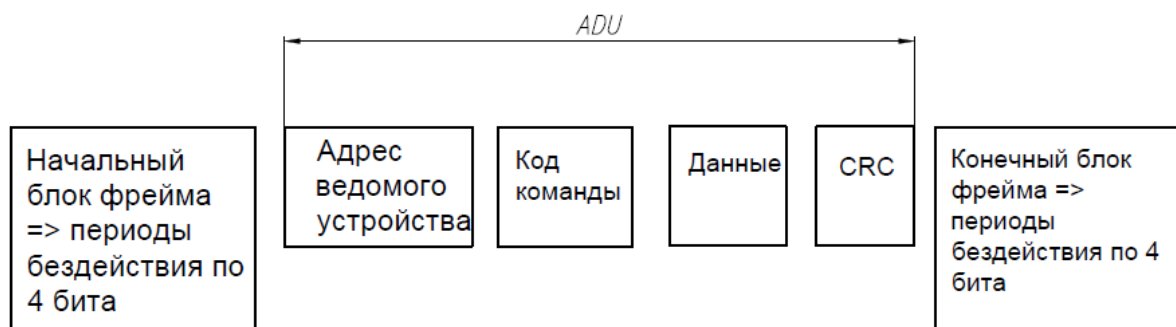 ADU
Начальный
блок фрейма
=> периоды
бездействия по
4 бита
Адрес
ведомого
устройства
Код
команды
Данные
CRC
Конечный блок
фрейма =>
периоды
бездействия по 4
бита